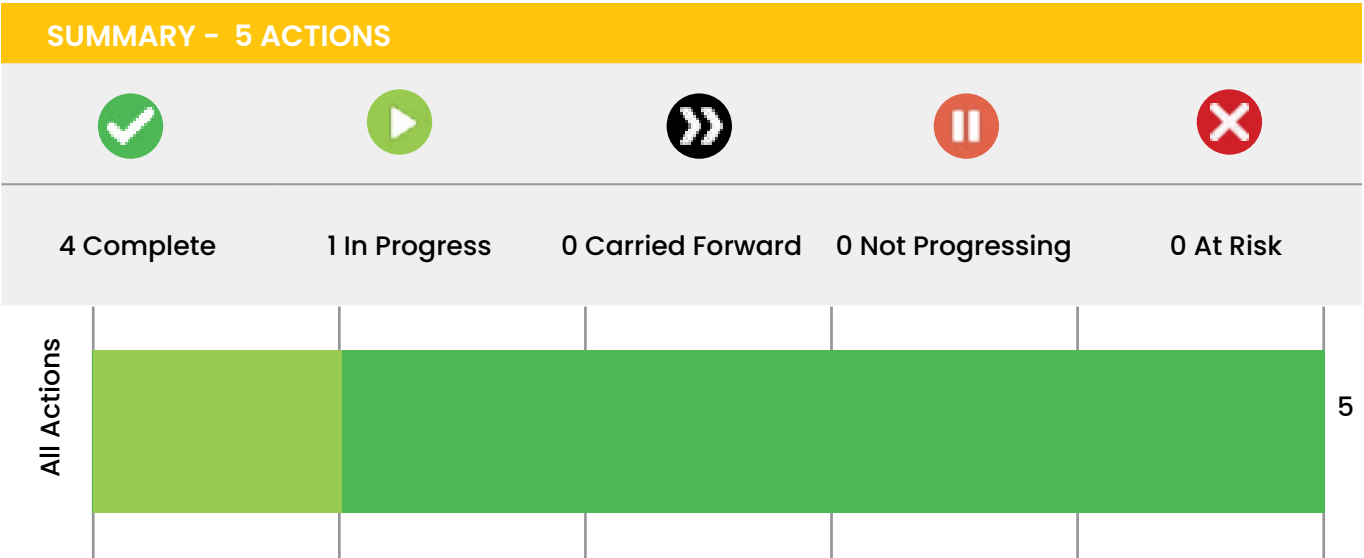 SUMMARY - 5 ACTIONS
4 Complete
1 In Progress
0 Carried Forward
0 Not Progressing
0 At Risk
All Actions
5